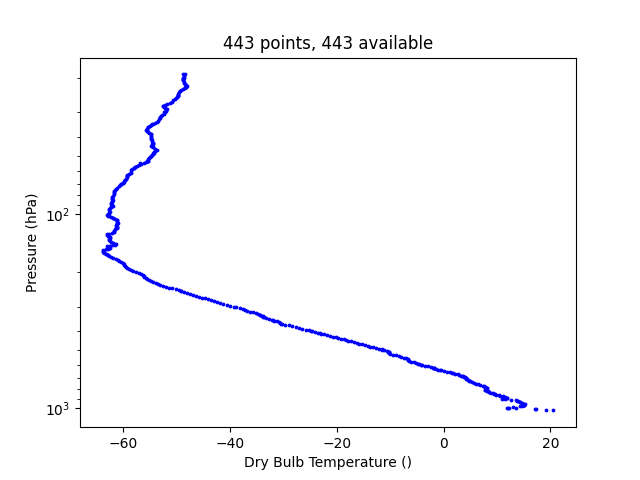 443 points, 443 available
Pressure (hPa)
10²
10³
−60
−40
−20
0
20
Dry Bulb Temperature ()